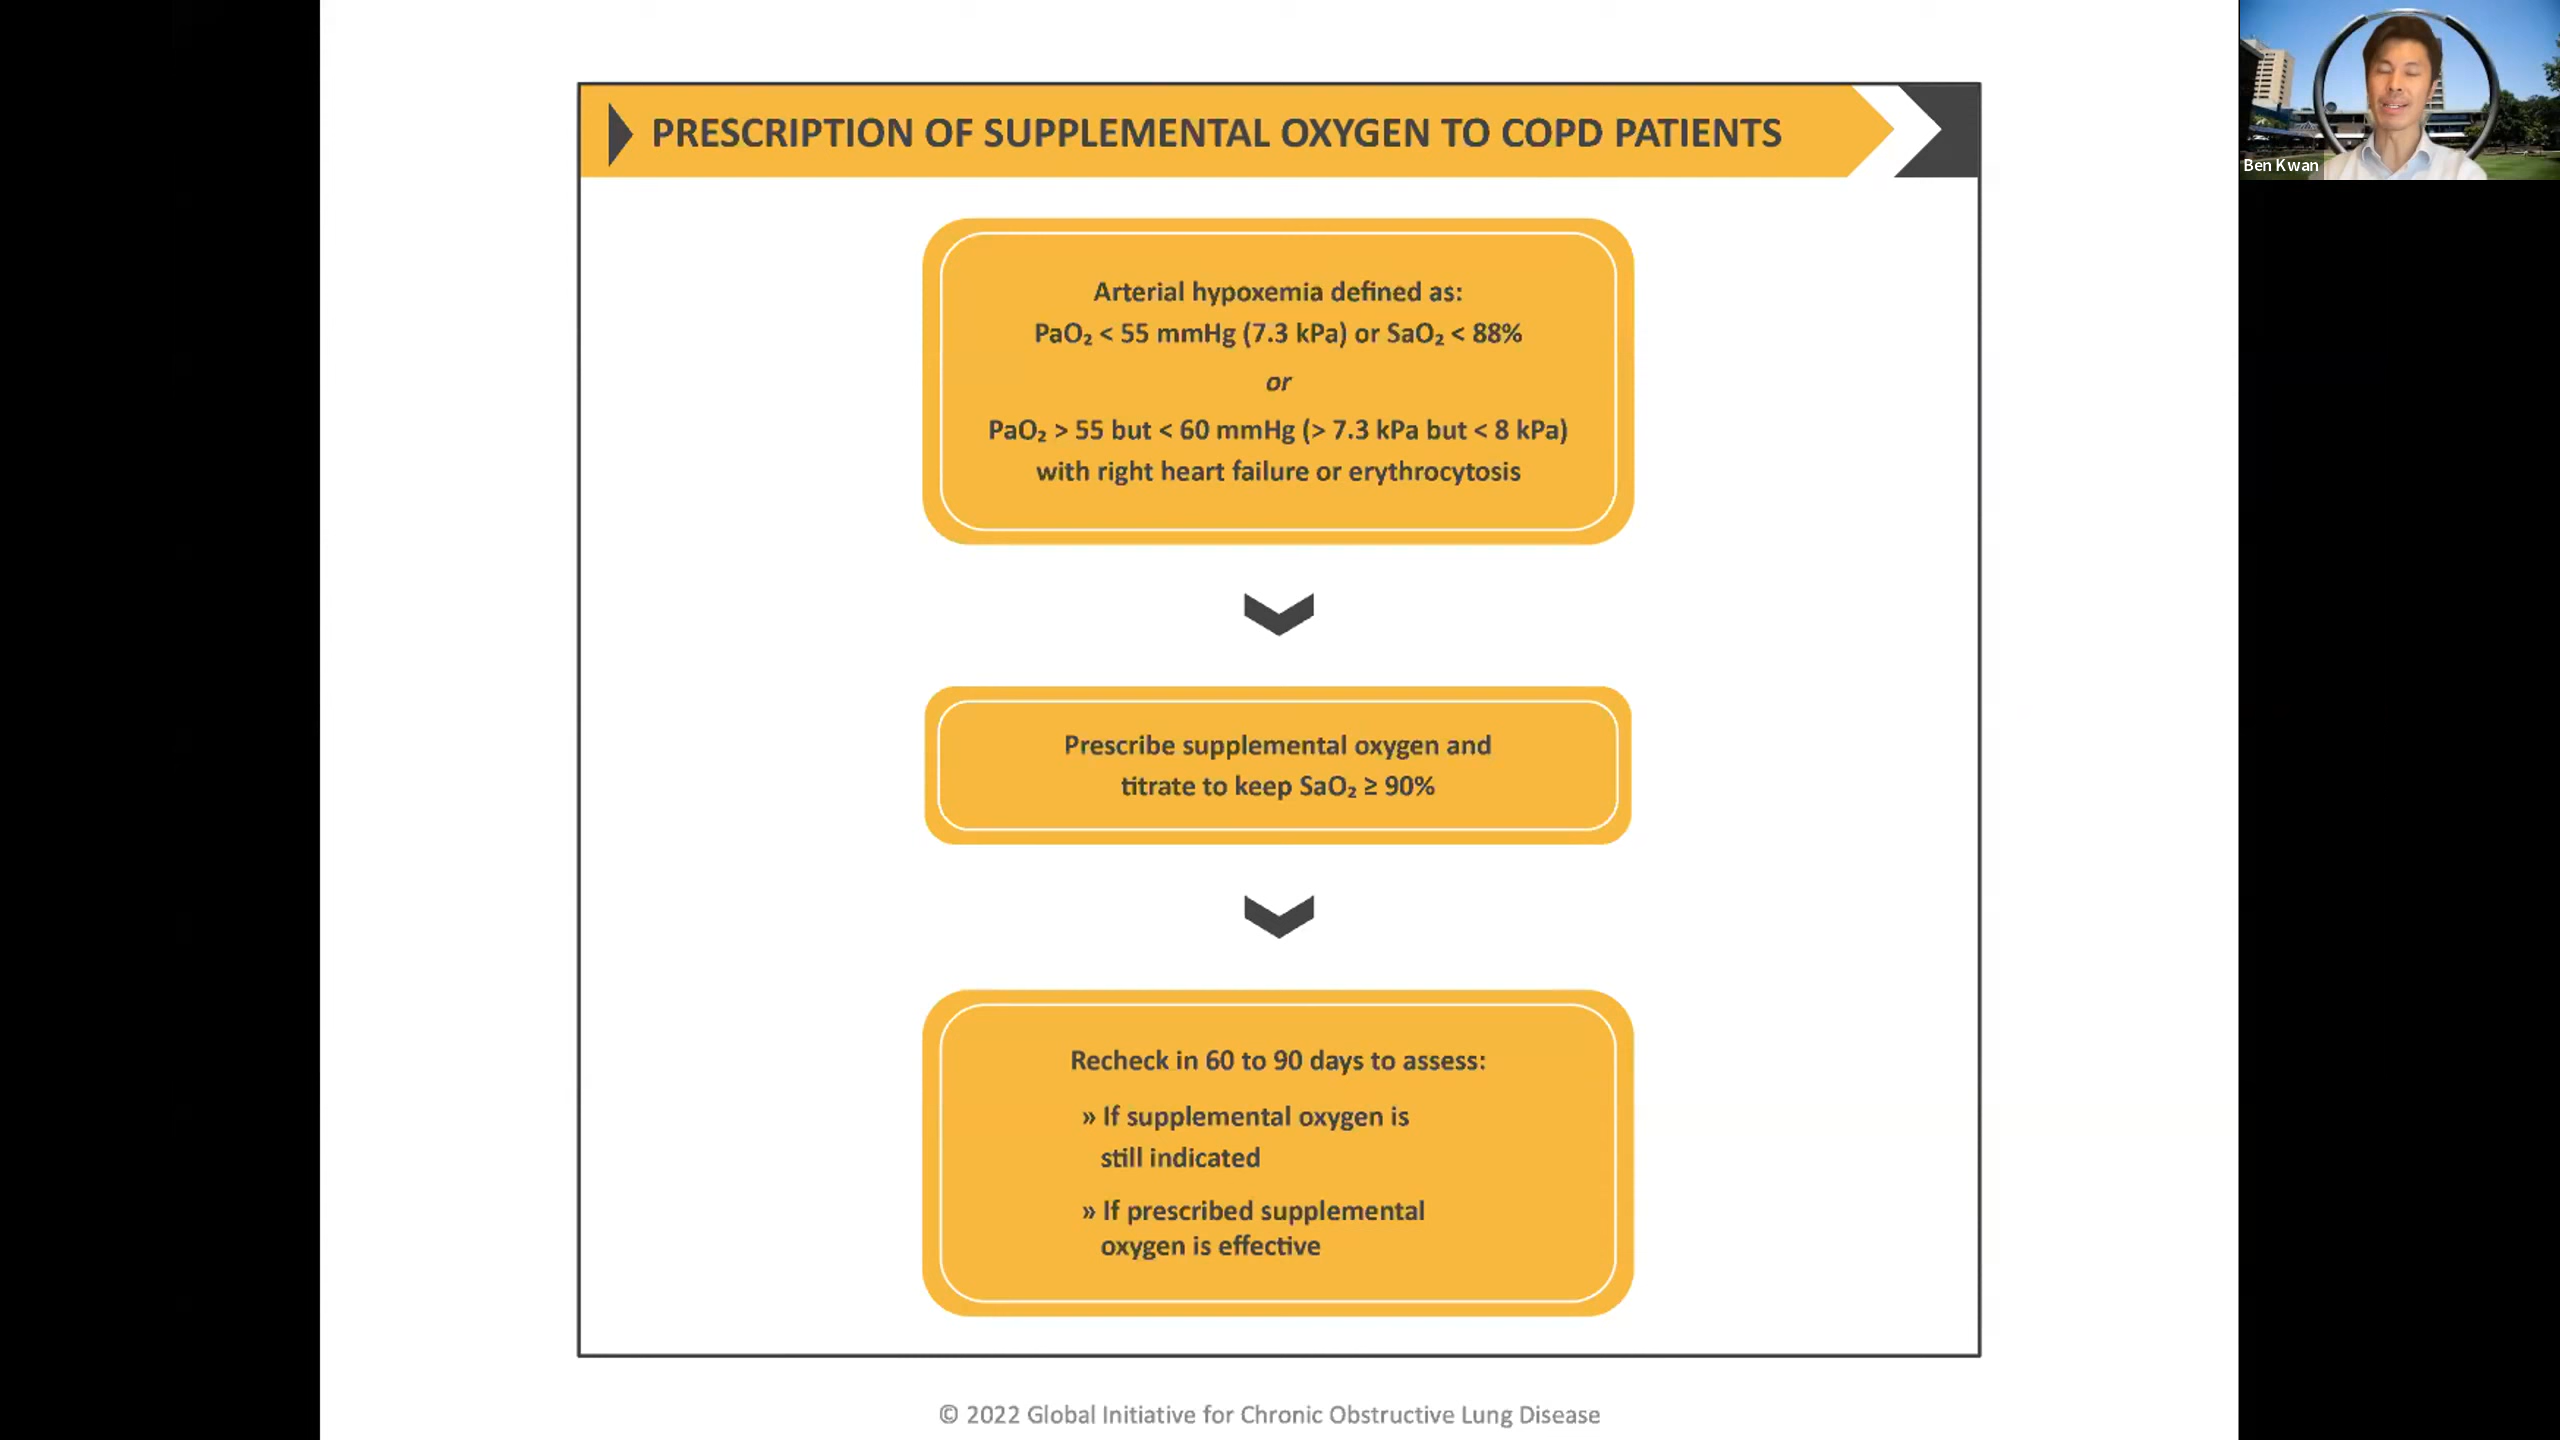 PRESCRIPTION OF SUPPLEMENTAL OXYGEN TO COPD PATIENTS
Ben Kwan
Arterial hypoxemia defined as:
PaO₂ < 55 mmHg (7.3 kPa) or SaO₂ < 88%
or
PaO₂ > 55 but < 60 mmHg (> 7.3 kPa but < 8 kPa)
with right heart failure or erythrocytosis
Prescribe supplemental oxygen and
titrate to keep SaO₂ ≥ 90%
Recheck in 60 to 90 days to assess:
» If supplemental oxygen is
still indicated
» If prescribed supplemental
oxygen is effective
© 2022 Global Initiative for Chronic Obstructive Lung Disease